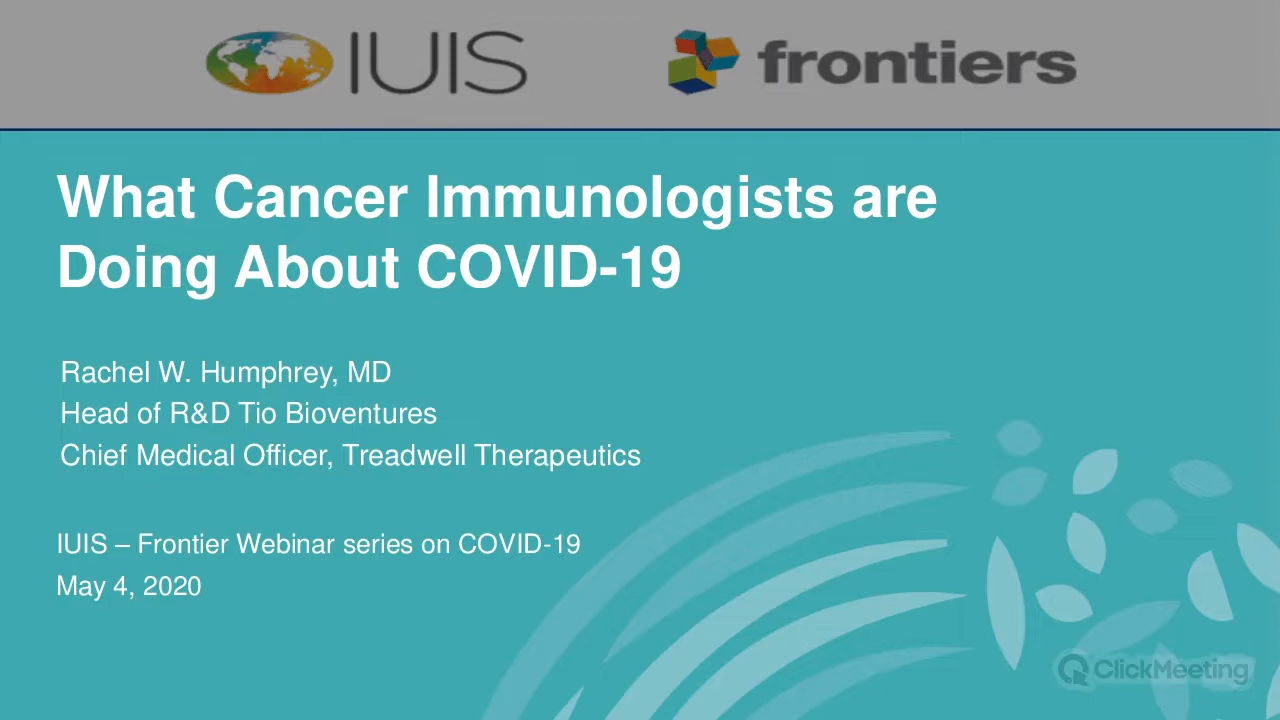 IUIS
frontiers
What Cancer Immunologists are
Doing About COVID-19
Rachel W. Humphrey, MD
Head of R&D Tio Bioventures
Chief Medical Officer, Treadwell Therapeutics
IUIS – Frontier Webinar series on COVID-19
May 4, 2020
ClickMeeting